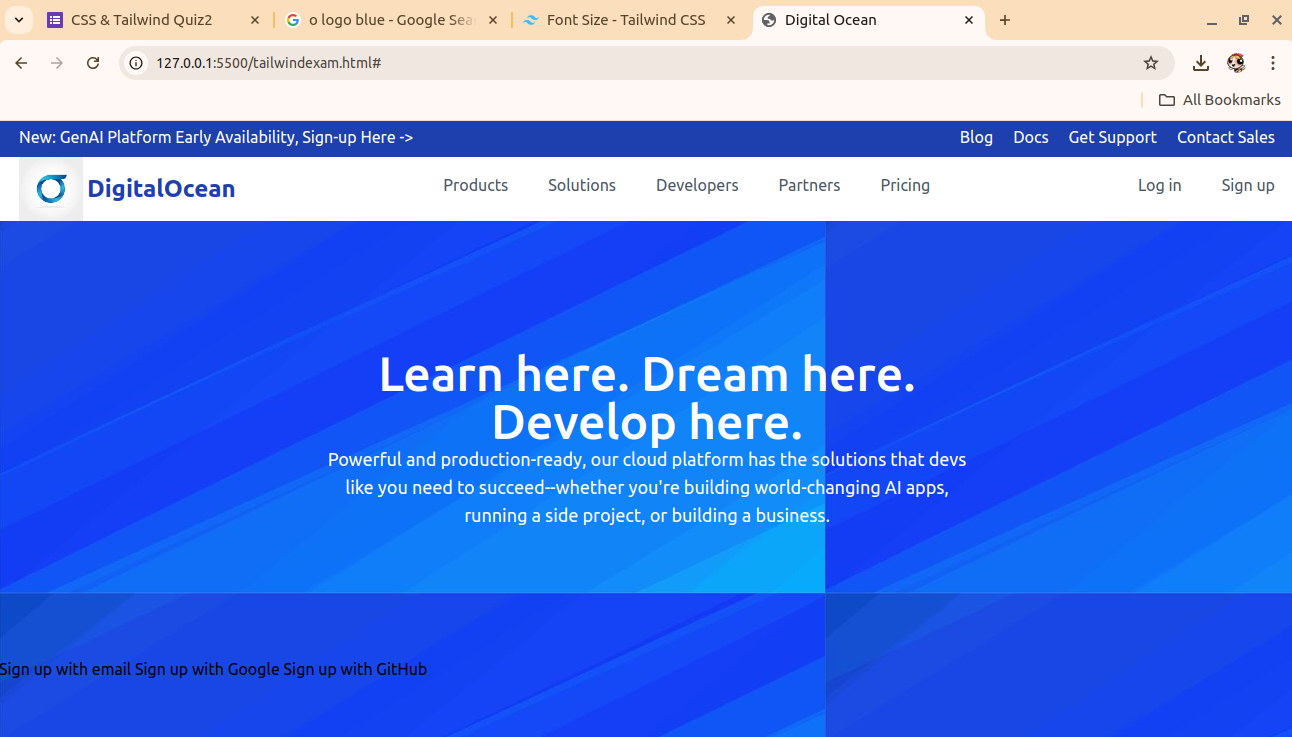 CSS & Tailwind Quiz2
o logo blue - Google Sea
Font Size - Tailwind CSS
Digital Ocean
127.0.0.1:5500/tailwindexam.html#
All Bookmarks
New: GenAI Platform Early Availability, Sign-up Here ->
Blog Docs Get Support Contact Sales
DigitalOcean
Products Solutions Developers Partners Pricing
Log in Sign up
Learn here. Dream here.
Develop here.
Powerful and production-ready, our cloud platform has the solutions that devs
like you need to succeed--whether you're building world-changing AI apps,
running a side project, or building a business.
Sign up with email Sign up with Google Sign up with GitHub